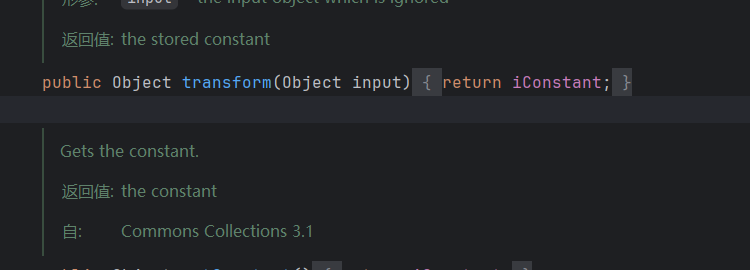 形参: input – the input object which is ignored
返回值: the stored constant
public Object transform(Object input) { return iConstant; }
Gets the constant.
返回值: the constant
自: Commons Collections 3.1